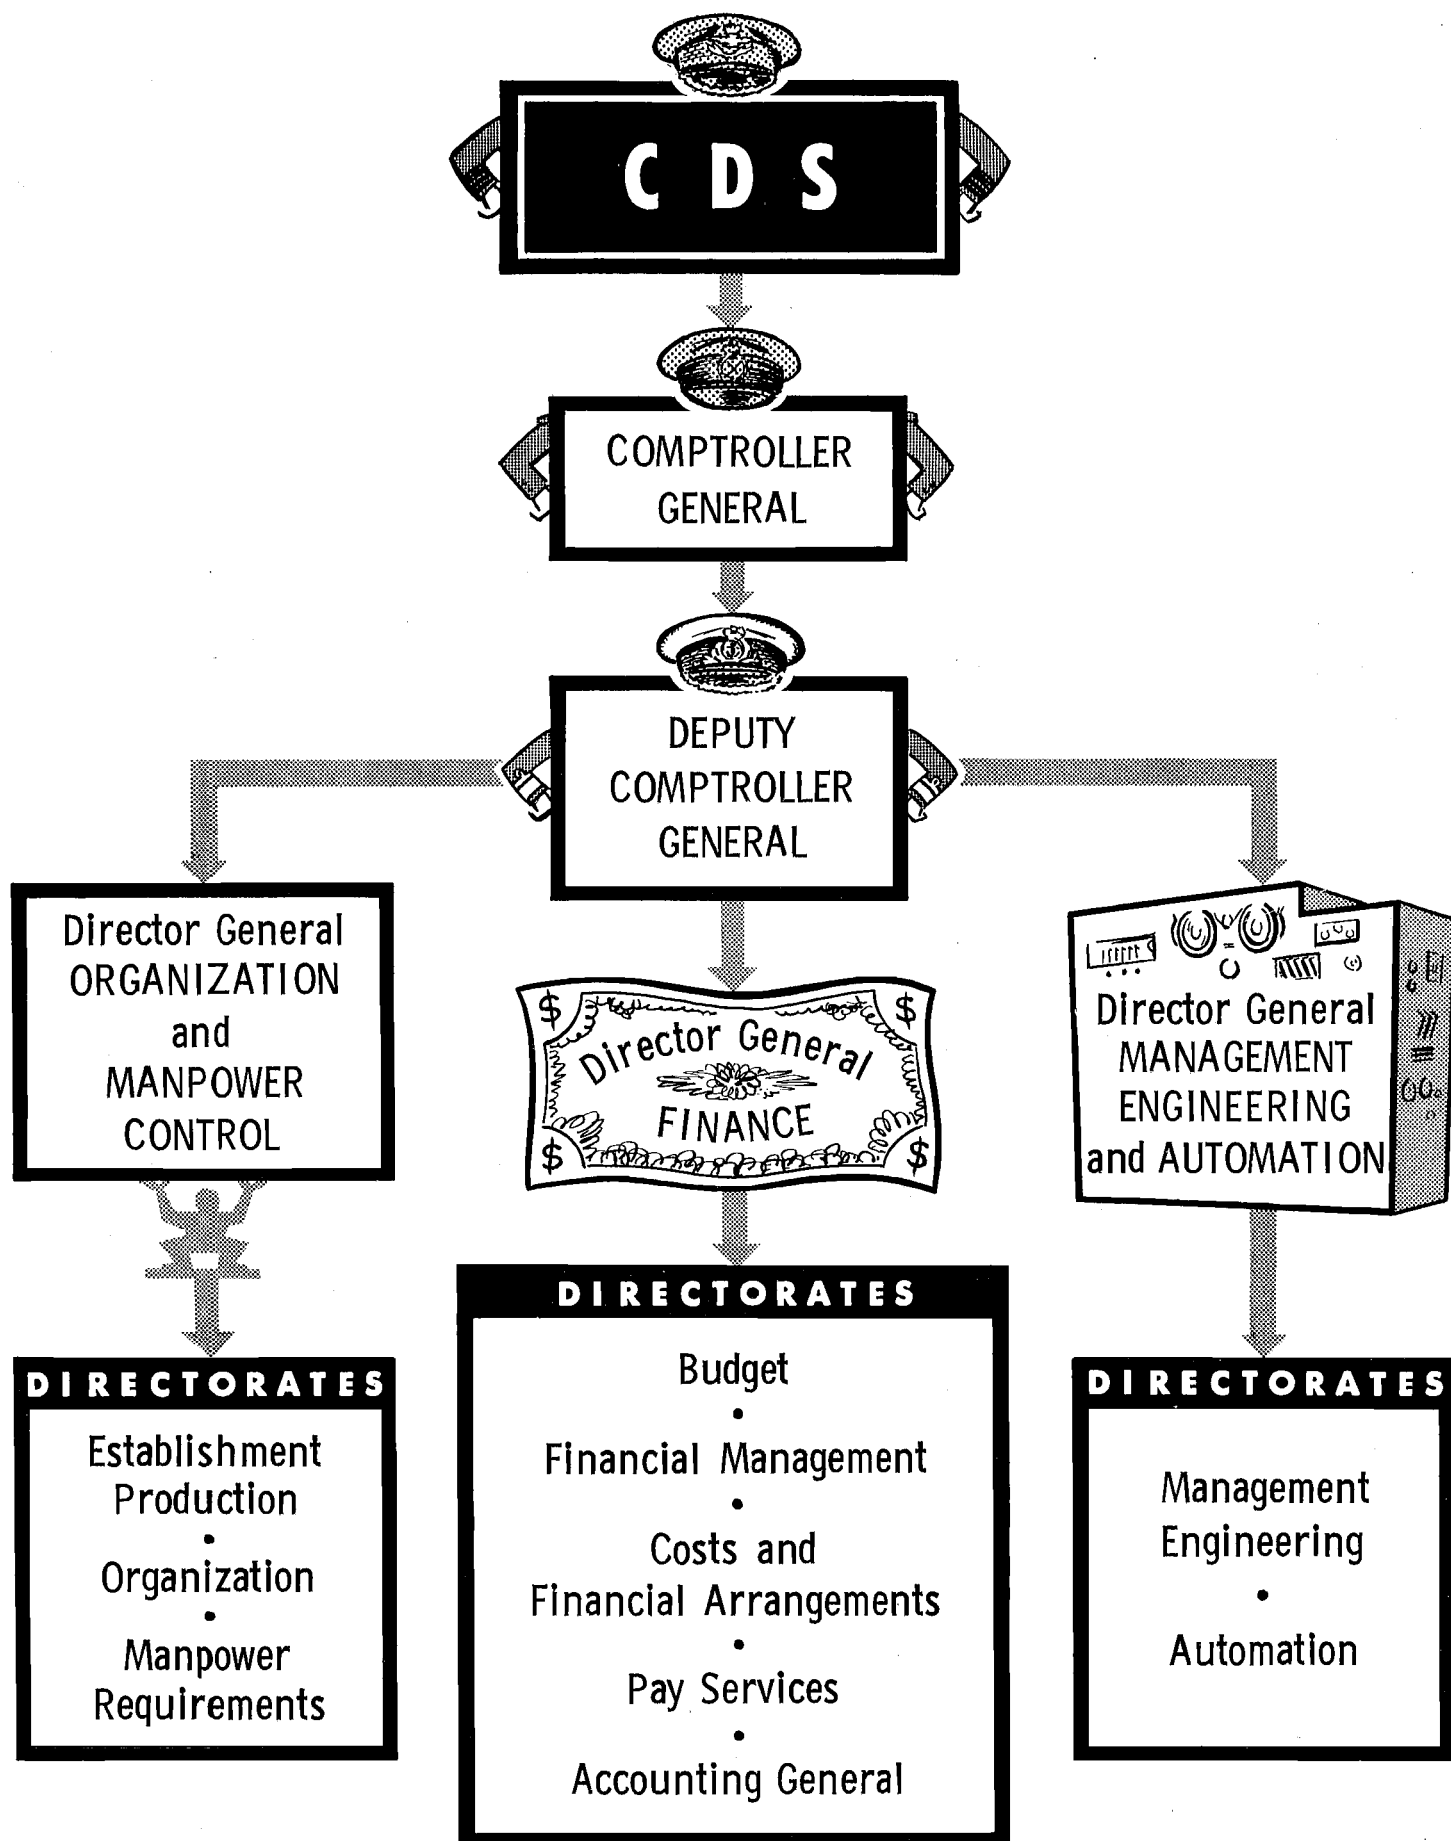 CDS
COMPTROLLER
GENERAL
DEPUTY
COMPTROLLER
GENERAL
Director General
ORGANIZATION
and
MANPOWER
CONTROL
$ $
Director General
FINANCE
$ $
Director General
MANAGEMENT
ENGINEERING
and AUTOMATION
DIRECTORATES
Establishment
Production
•
Organization
•
Manpower
Requirements
DIRECTORATES
Budget
•
Financial Management
•
Costs and
Financial Arrangements
•
Pay Services
•
Accounting General
DIRECTORATES
Management
Engineering
•
Automation